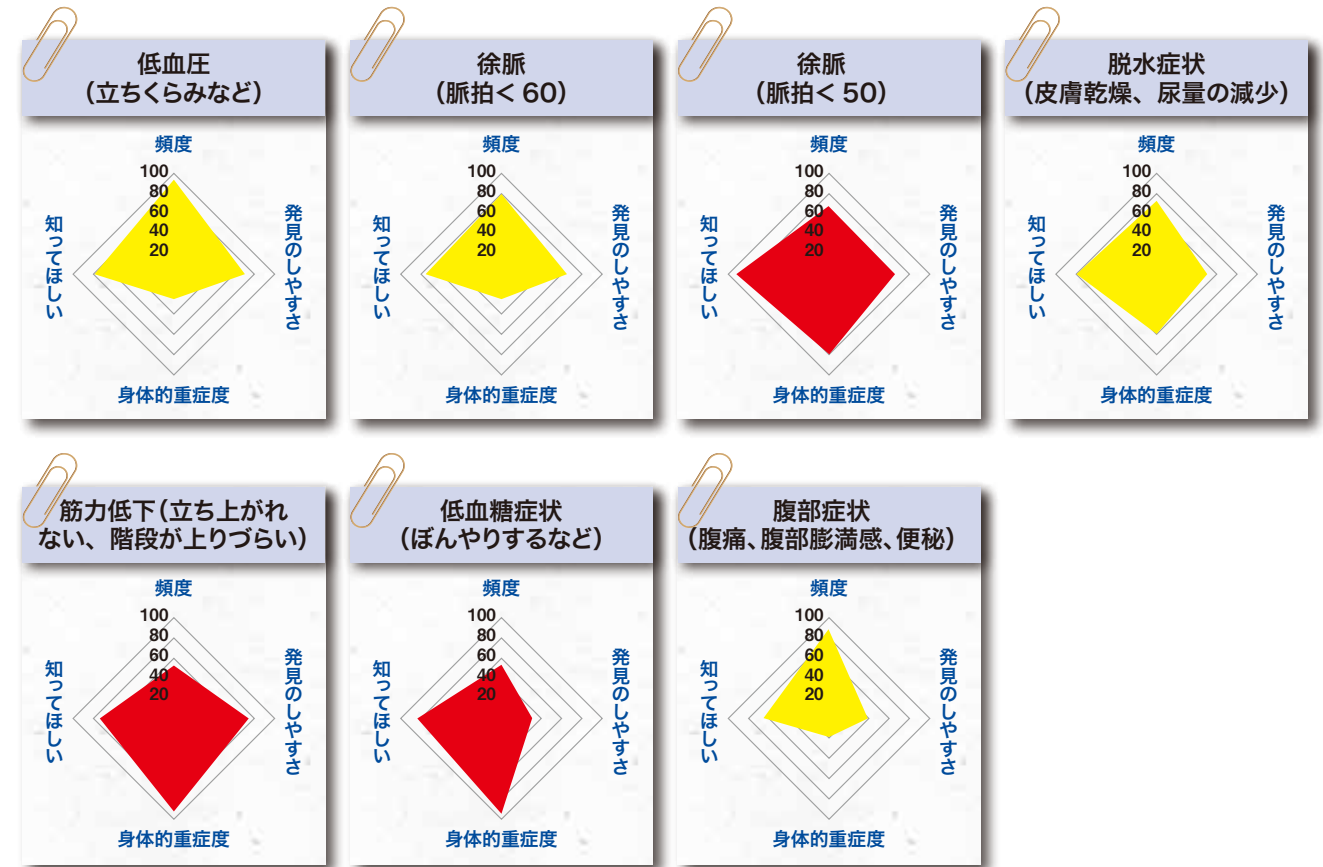 低血圧
（立ちくらみなど）
頻度
100
80
60
40
20
知ってほしい
発見のしやすさ
身体的重症度
徐脈
（脈拍＜60）
頻度
100
80
60
40
20
知ってほしい
発見のしやすさ
身体的重症度
徐脈
（脈拍＜50）
頻度
100
80
60
40
20
知ってほしい
発見のしやすさ
身体的重症度
脱水症状
（皮膚乾燥、尿量の減少）
頻度
100
80
60
40
20
知ってほしい
発見のしやすさ
身体的重症度
筋力低下（立ち上がれ
ない、階段が上りづらい）
頻度
100
80
60
40
20
知ってほしい
発見のしやすさ
身体的重症度
低血糖症状
（ぼんやりするなど）
頻度
100
80
60
40
20
知ってほしい
発見のしやすさ
身体的重症度
腹部症状
（腹痛、腹部膨満感、便秘）
頻度
100
80
60
40
20
知ってほしい
発見のしやすさ
身体的重症度